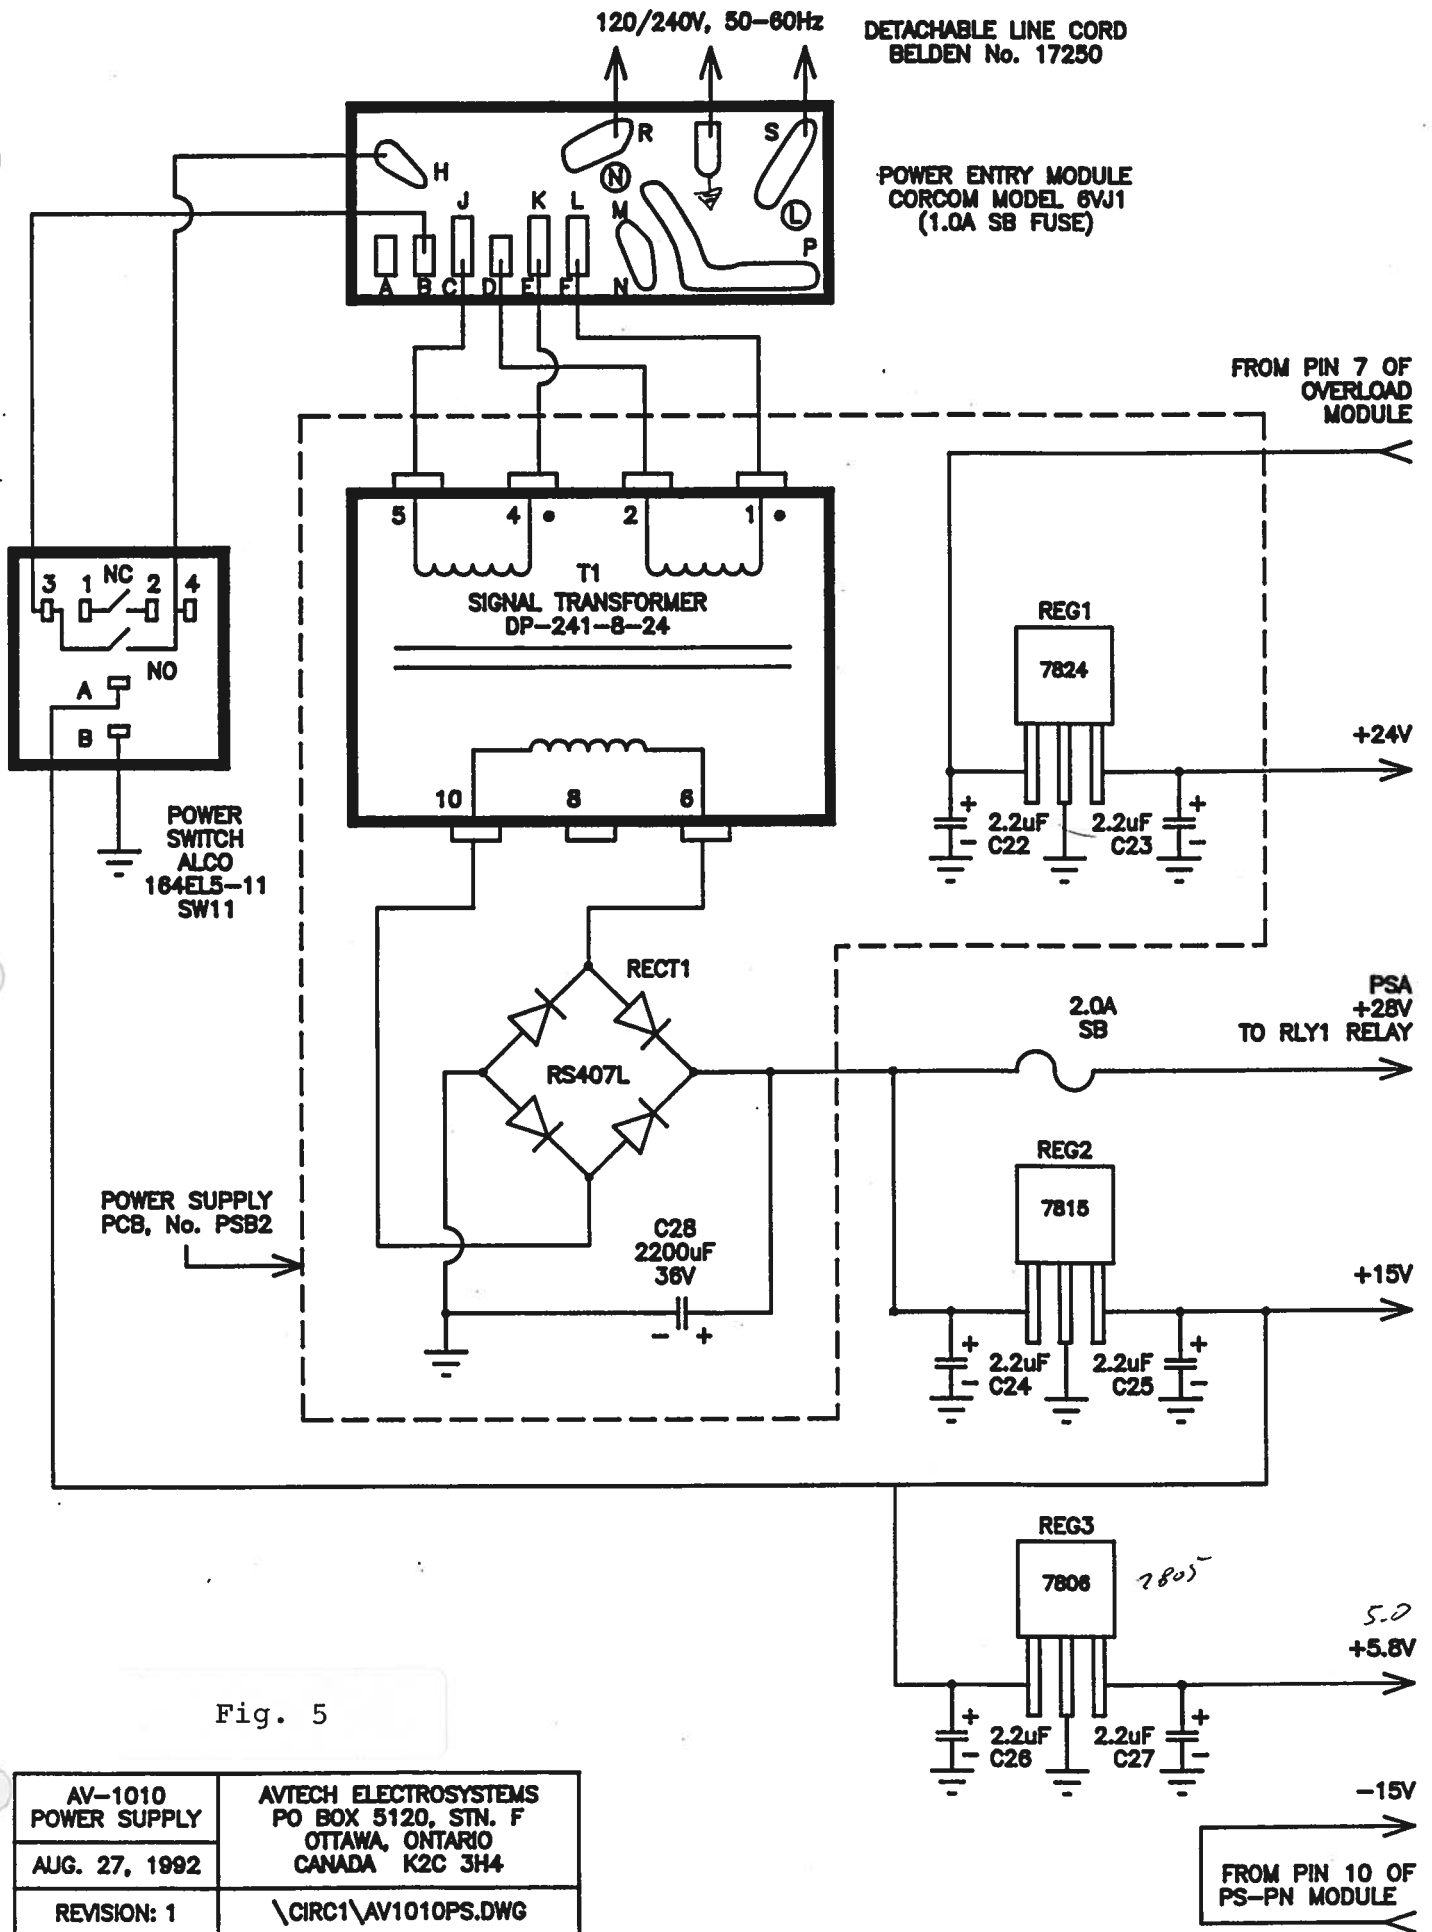 120/240V, 50-60Hz
DETACHABLE LINE CORD
BELDEN No. 17250
R
S
H
N
POWER ENTRY MODULE
CORCOM MODEL 6VJ1
(1.0A SB FUSE)
J
K
L
M
L
P
A
B
C
D
E
F
N
FROM PIN 7 OF
OVERLOAD
MODULE
5
4
2
1
T1
SIGNAL TRANSFORMER
DP-241-8-24
3
1
NC
2
4
NO
A
B
REG1
7824
+24V
10
8
6
POWER
SWITCH
ALCO
164EL5-11
SW11
+
-
2.2uF
C22
2.2uF
C23
+
-
RECT1
RS407L
2.0A
SB
PSA
+28V
TO RLY1 RELAY
REG2
7815
POWER SUPPLY
PCB, No. PSB2
C28
2200uF
36V
-
+
+15V
+
-
2.2uF
C24
2.2uF
C25
+
-
REG3
7806
7805
5.0
+5.8V
+
-
2.2uF
C26
2.2uF
C27
+
-
Fig. 5
-15V
FROM PIN 10 OF
PS-PN MODULE
AV-1010
POWER SUPPLY
AUG. 27, 1992
REVISION: 1
AVTECH ELECTROSYSTEMS
PO BOX 5120, STN. F
OTTAWA, ONTARIO
CANADA K2C 3H4
\CIRC1\AV1010PS.DWG